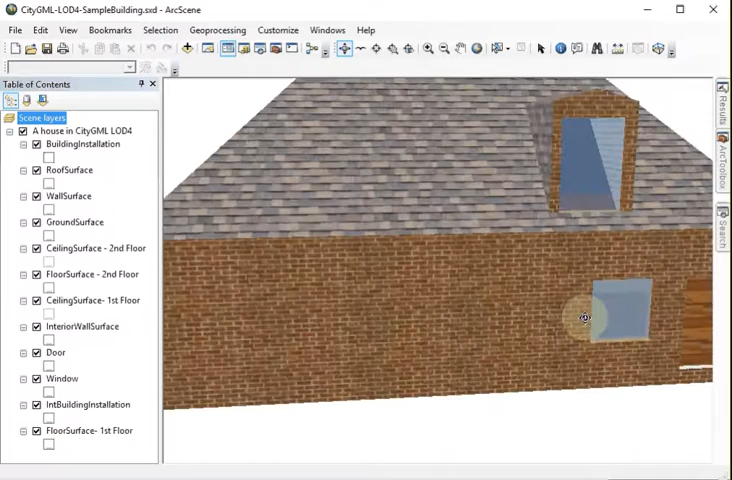 CityGML-LOD4-SampleBuilding.sxd - ArcScene
File Edit View Bookmarks Selection Geoprocessing Customize Windows Help
Table of Contents
Scene layers
A house in CityGML LOD4
BuildingInstallation
RoofSurface
WallSurface
GroundSurface
CeilingSurface - 2nd Floor
FloorSurface - 2nd Floor
CeilingSurface- 1st Floor
InteriorWallSurface
Door
Window
IntBuildingInstallation
FloorSurface- 1st Floor
Results
ArcToolbox
Search